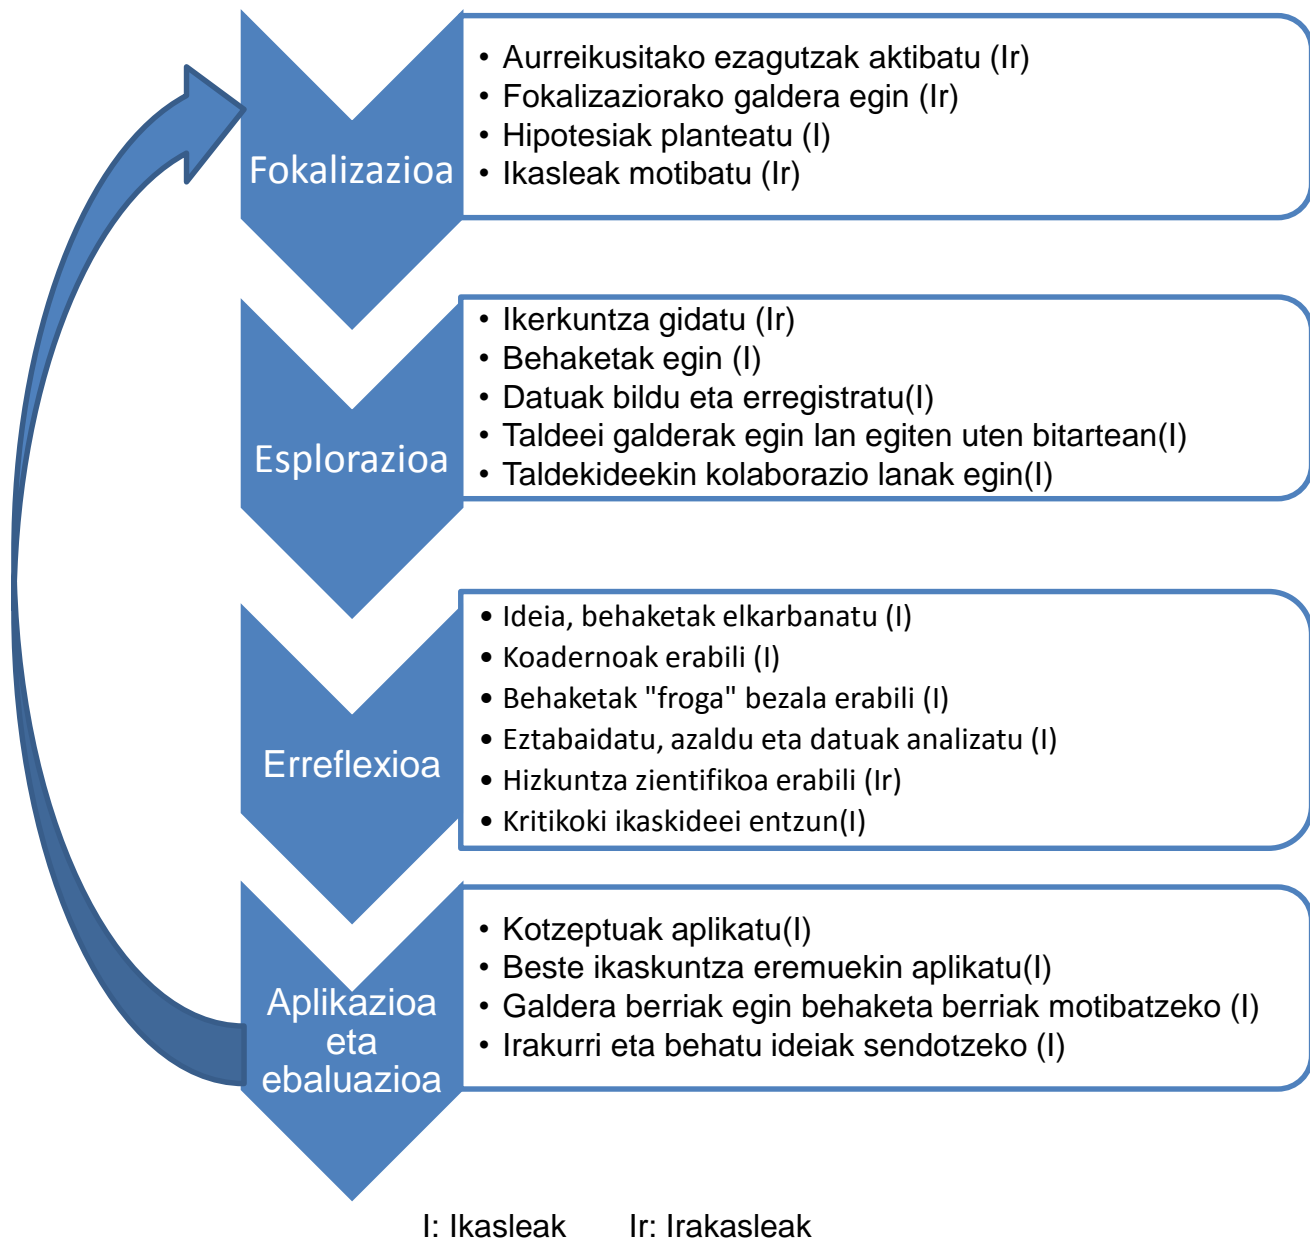 Fokalizazioa
• Aurreikusitako ezagutzak aktibatu (Ir)
• Fokalizaziorako galdera egin (Ir)
• Hipotesiak planteatu (I)
• Ikasleak motibatu (Ir)
Esplorazioa
• Ikerkuntza gidatu (Ir)
• Behaketak egin (I)
• Datuak bildu eta erregistratu(I)
• Taldeei galderak egin lan egiten uten bitartean(I)
• Taldekideekin kolaborazio lanak egin(I)
Erreflexioa
• Ideia, behaketak elkarbanatu (I)
• Koadernoak erabili (I)
• Behaketak "froga" bezala erabili (I)
• Eztabaidatu, azaldu eta datuak analizatu (I)
• Hizkuntza zientifikoa erabili (Ir)
• Kritikoki ikaskideei entzun(I)
Aplikazioa
eta
ebaluazioa
• Kotzeptuak aplikatu(I)
• Beste ikaskuntza eremuekin aplikatu(I)
• Galdera berriak egin behaketa berriak motibatzeko (I)
• Irakurri eta behatu ideiak sendotzeko (I)
I: Ikasleak Ir: Irakasleak